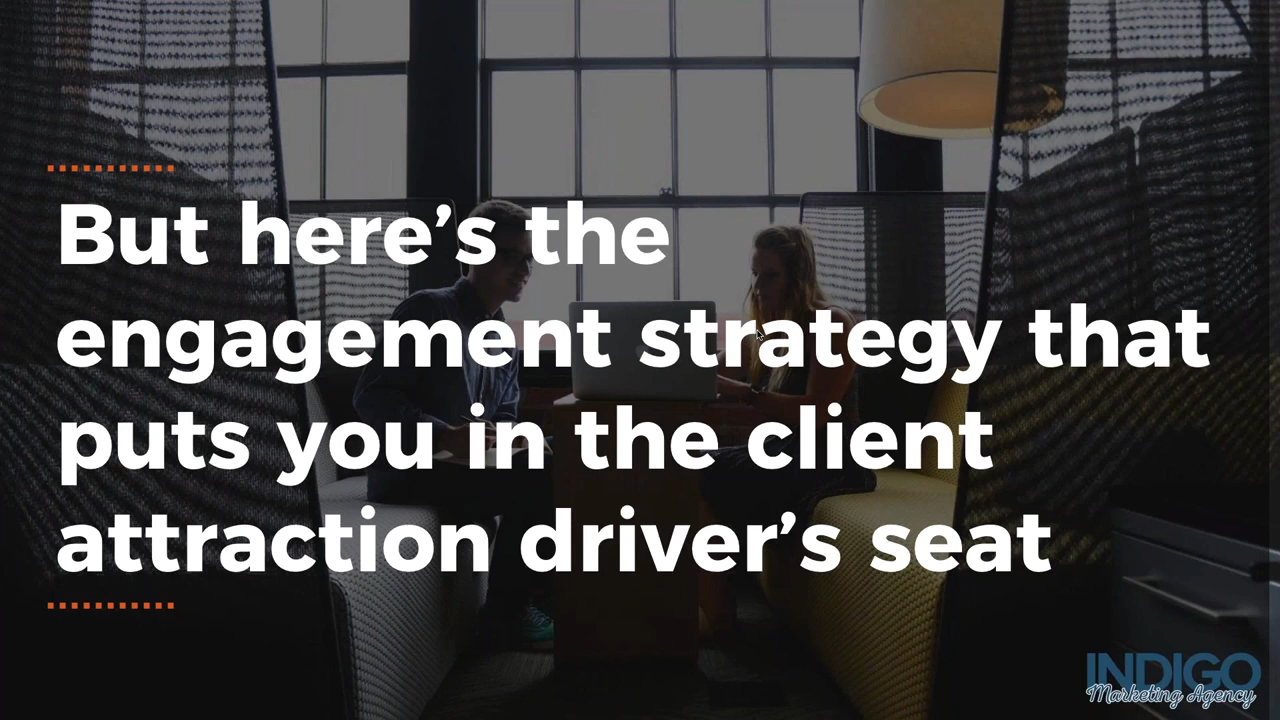 But here’s the
engagement strategy that
puts you in the client
attraction driver’s seat
INDIGO
Marketing Agency